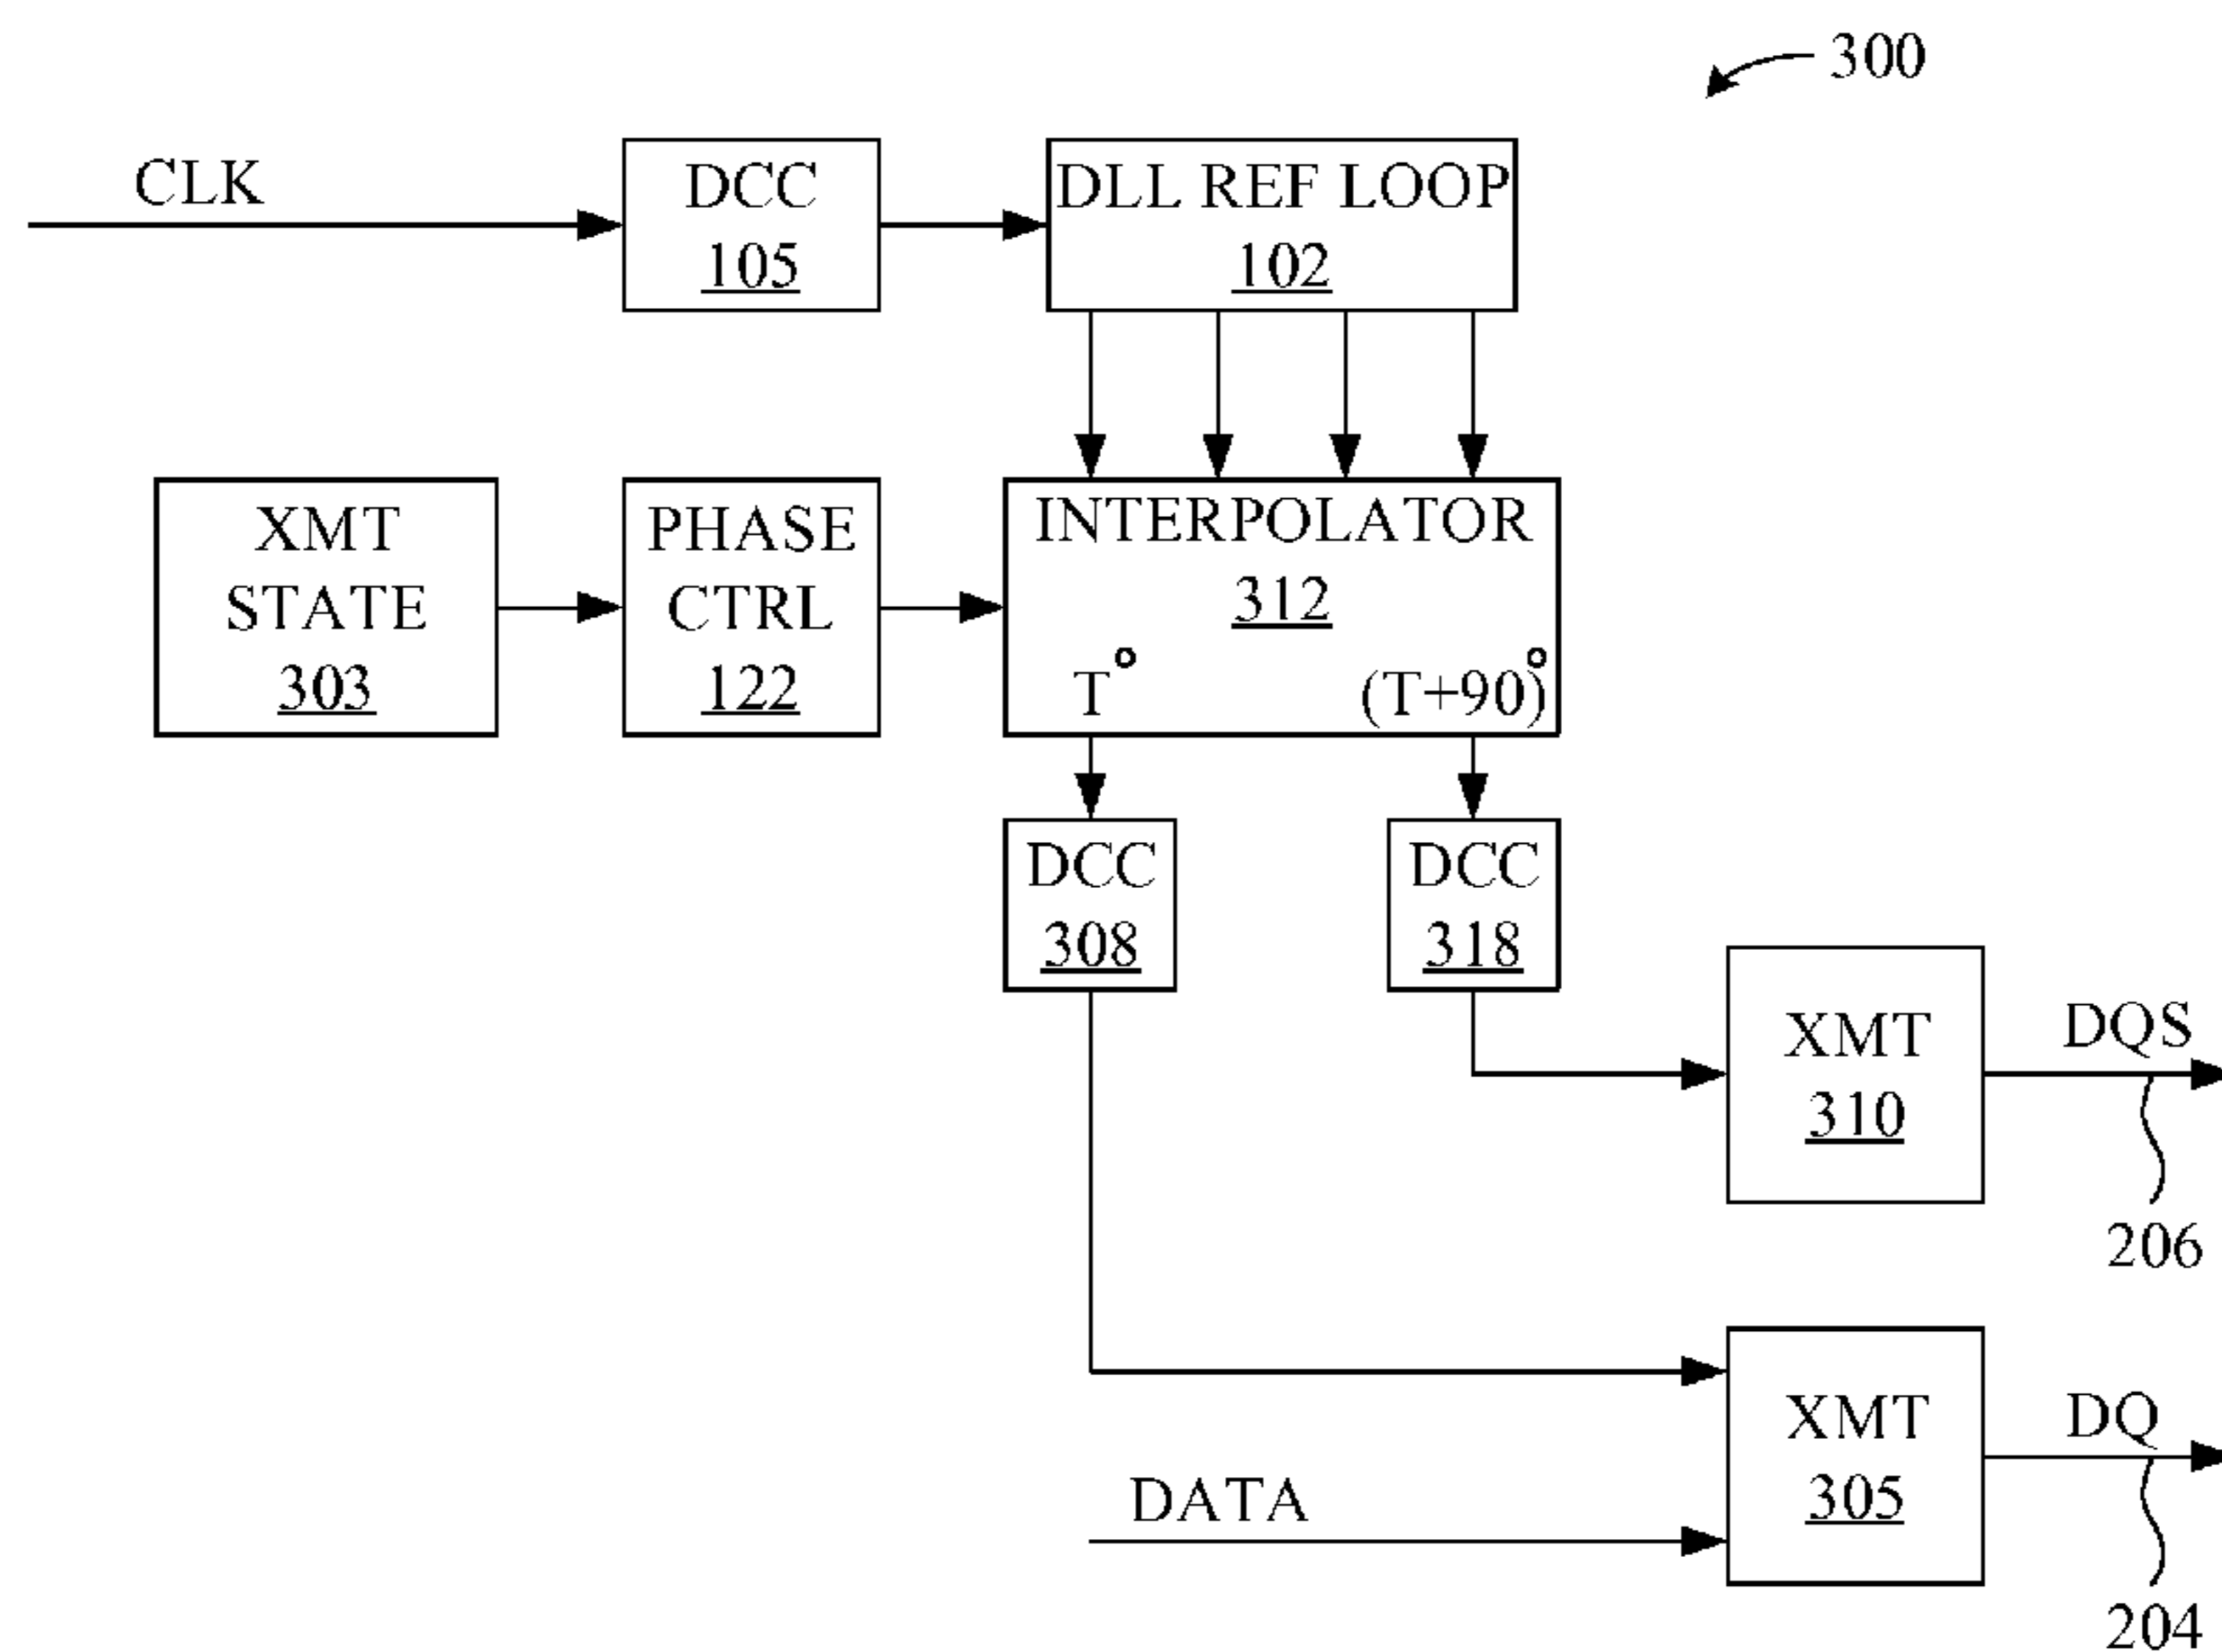 300
CLK
DCC
105
DLL REF LOOP
102
XMT
STATE
303
PHASE
CTRL
122
INTERPOLATOR
312
T° (T+90)°
DCC
308
DCC
318
XMT
310
DQS
206
XMT
305
DQ
DATA
204